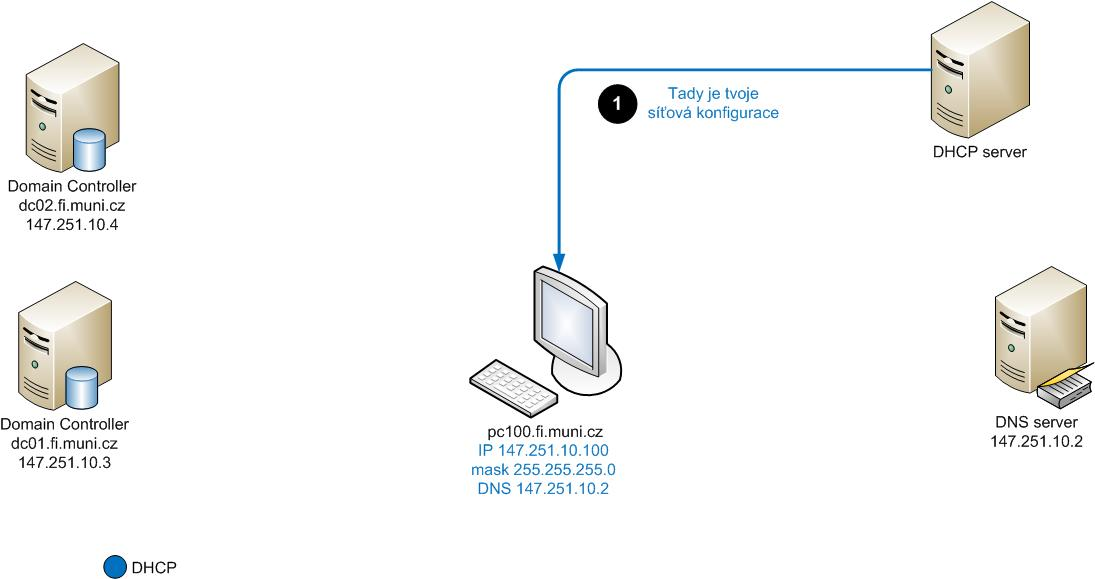 1
Tady je tvoje
síťová konfigurace
DHCP server
Domain Controller
dc02.fi.muni.cz
147.251.10.4
Domain Controller
dc01.fi.muni.cz
147.251.10.3
pc100.fi.muni.cz
IP 147.251.10.100
mask 255.255.255.0
DNS 147.251.10.2
DNS server
147.251.10.2
DHCP